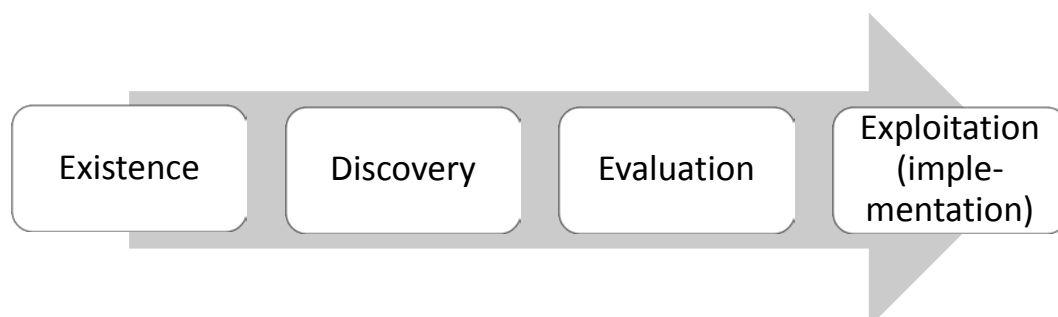 Existence
Discovery
Evaluation
Exploitation
(imple-
mentation)